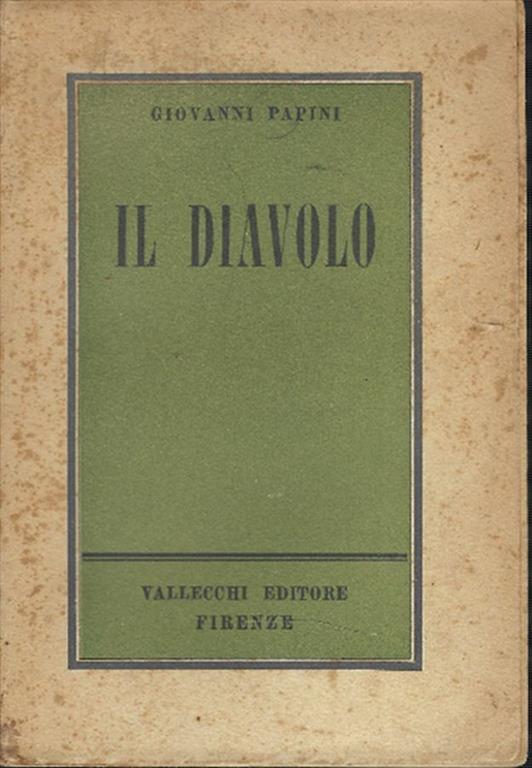 GIOVANNI PAPINI
IL DIAVOLO
VALLECCHI EDITORE
FIRENZE